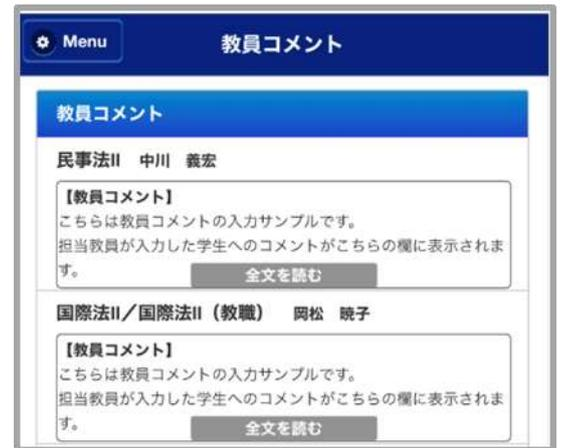 Menu 教員コメント
教員コメント
民事法II 中川 義宏
【教員コメント】
こちらは教員コメントの入力サンプルです。
担当教員が入力した学生へのコメントがこちらの欄に表示されま
す。 全文を読む
国際法II／国際法II（教職） 岡松 暁子
【教員コメント】
こちらは教員コメントの入力サンプルです。
担当教員が入力した学生へのコメントがこちらの欄に表示されま
す。 全文を読む